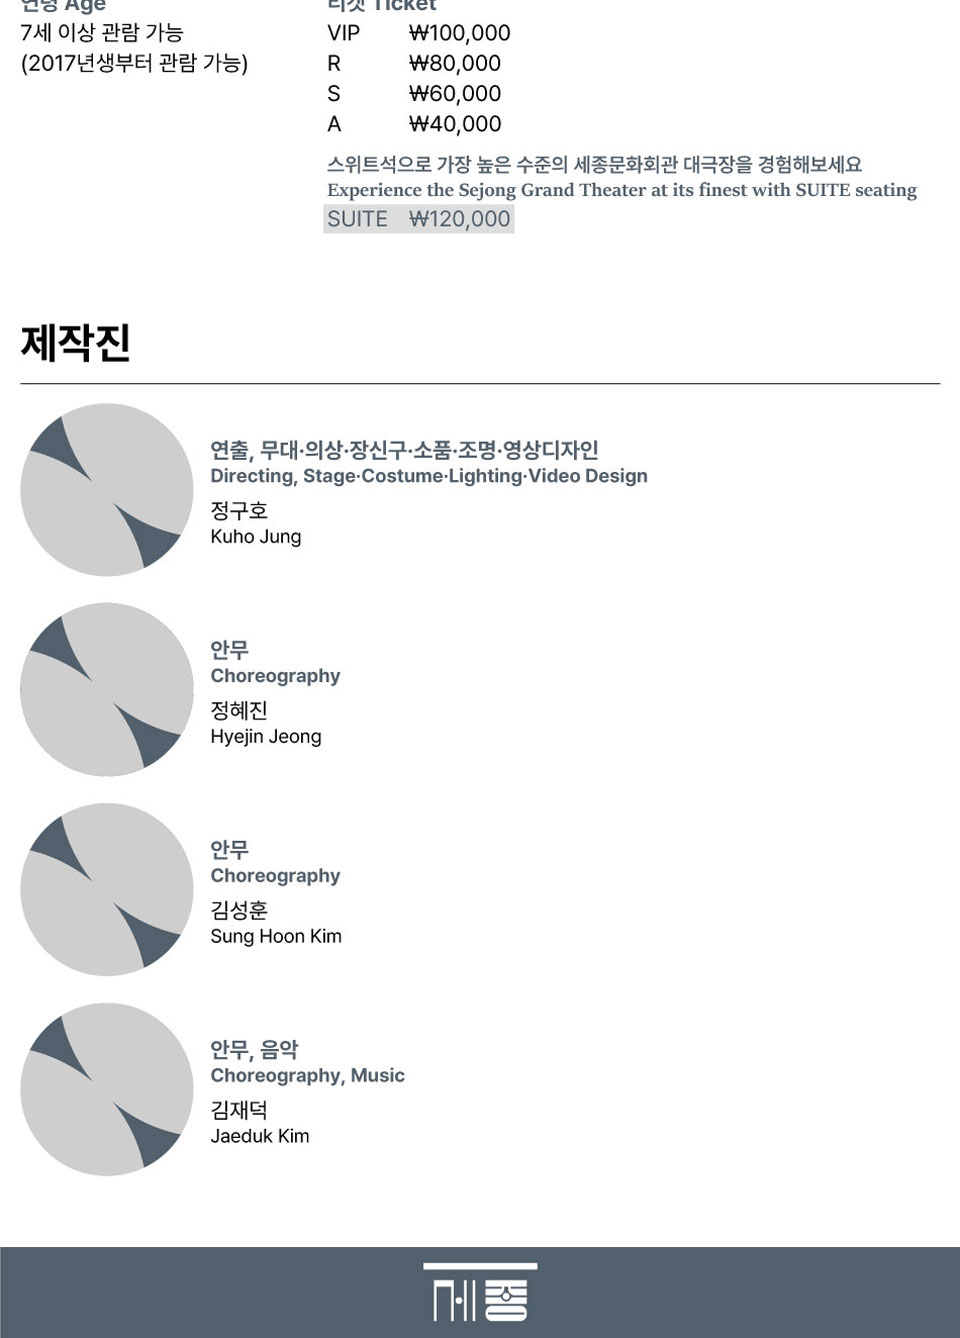 연령 Age
7세 이상 관람 가능
(2017년생부터 관람 가능)
티켓 Ticket
VIP ₩100,000
R ₩80,000
S ₩60,000
A ₩40,000
스위트석으로 가장 높은 수준의 세종문화회관 대극장을 경험해보세요
Experience the Sejong Grand Theater at its finest with SUITE seating
SUITE ₩120,000
제작진
연출, 무대·의상·장신구·소품·조명·영상디자인
Directing, Stage·Costume·Lighting·Video Design
정구호
Kuho Jung
안무
Choreography
정혜진
Hyejin Jeong
안무
Choreography
김성훈
Sung Hoon Kim
안무, 음악
Choreography, Music
김재덕
Jaeduk Kim
세종